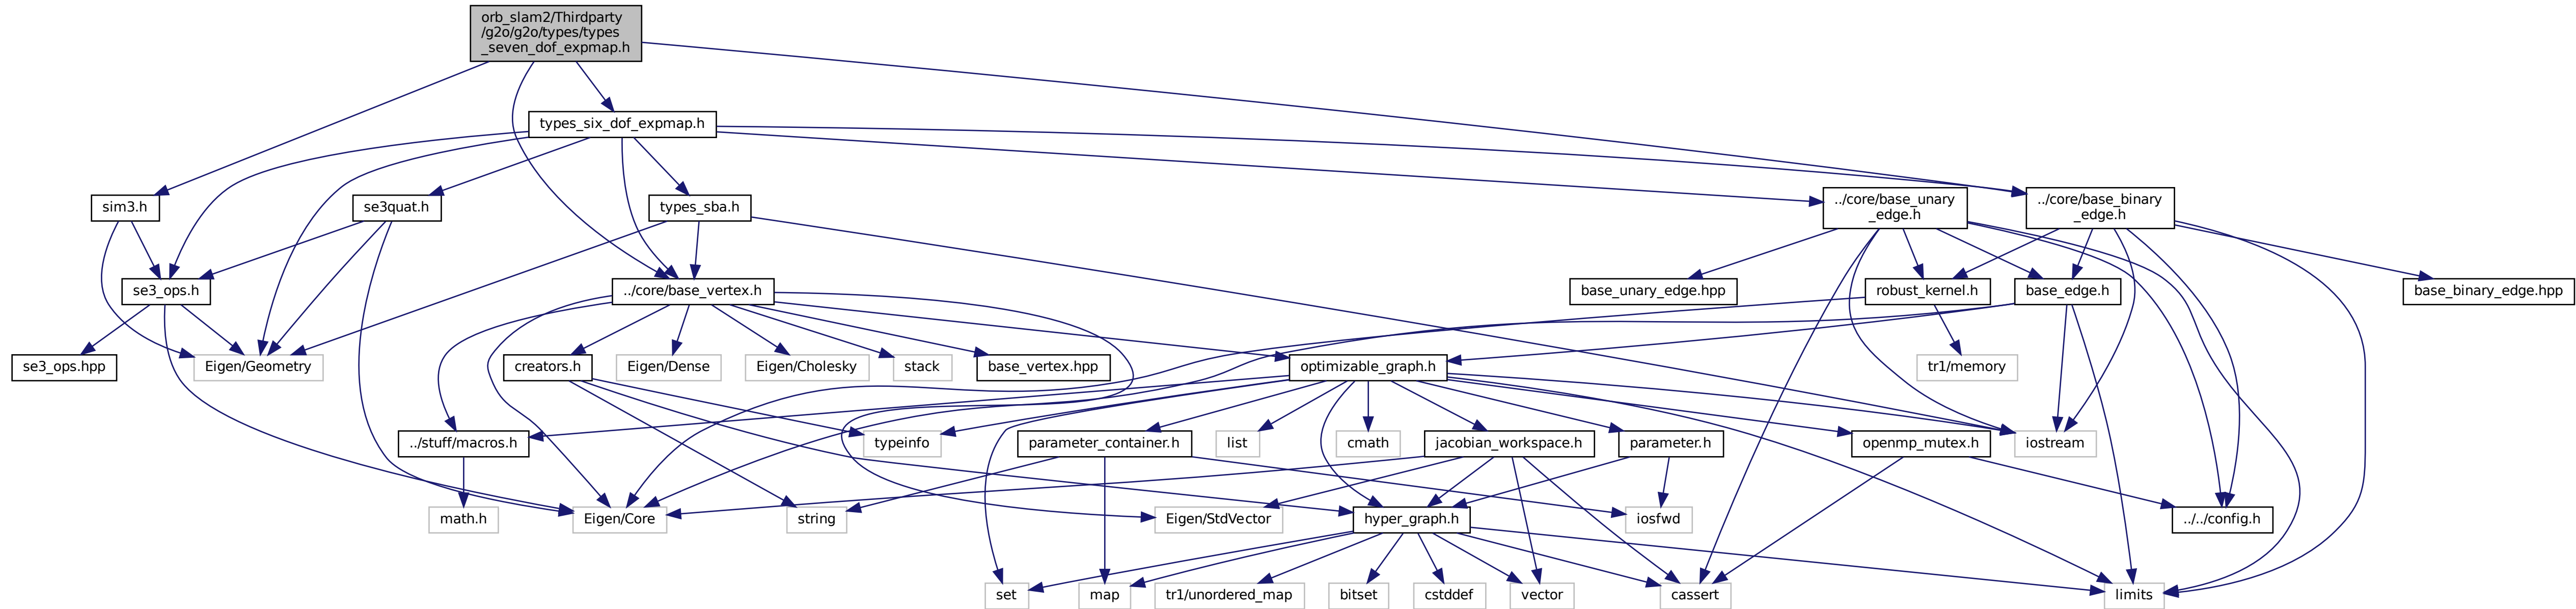 orb_slam2/Thirdparty
/g2o/g2o/types/types
_seven_dof_expmap.h
types_six_dof_expmap.h
sim3.h
se3quat.h
types_sba.h
../core/base_unary
_edge.h
../core/base_binary
_edge.h
se3_ops.h
../core/base_vertex.h
base_unary_edge.hpp
robust_kernel.h
base_edge.h
base_binary_edge.hpp
se3_ops.hpp
Eigen/Geometry
creators.h
Eigen/Dense
Eigen/Cholesky
stack
base_vertex.hpp
optimizable_graph.h
tr1/memory
../stuff/macros.h
typeinfo
parameter_container.h
list
cmath
jacobian_workspace.h
parameter.h
openmp_mutex.h
iostream
math.h
Eigen/Core
string
Eigen/StdVector
hyper_graph.h
iosfwd
../../config.h
set
map
tr1/unordered_map
bitset
cstddef
vector
cassert
limits